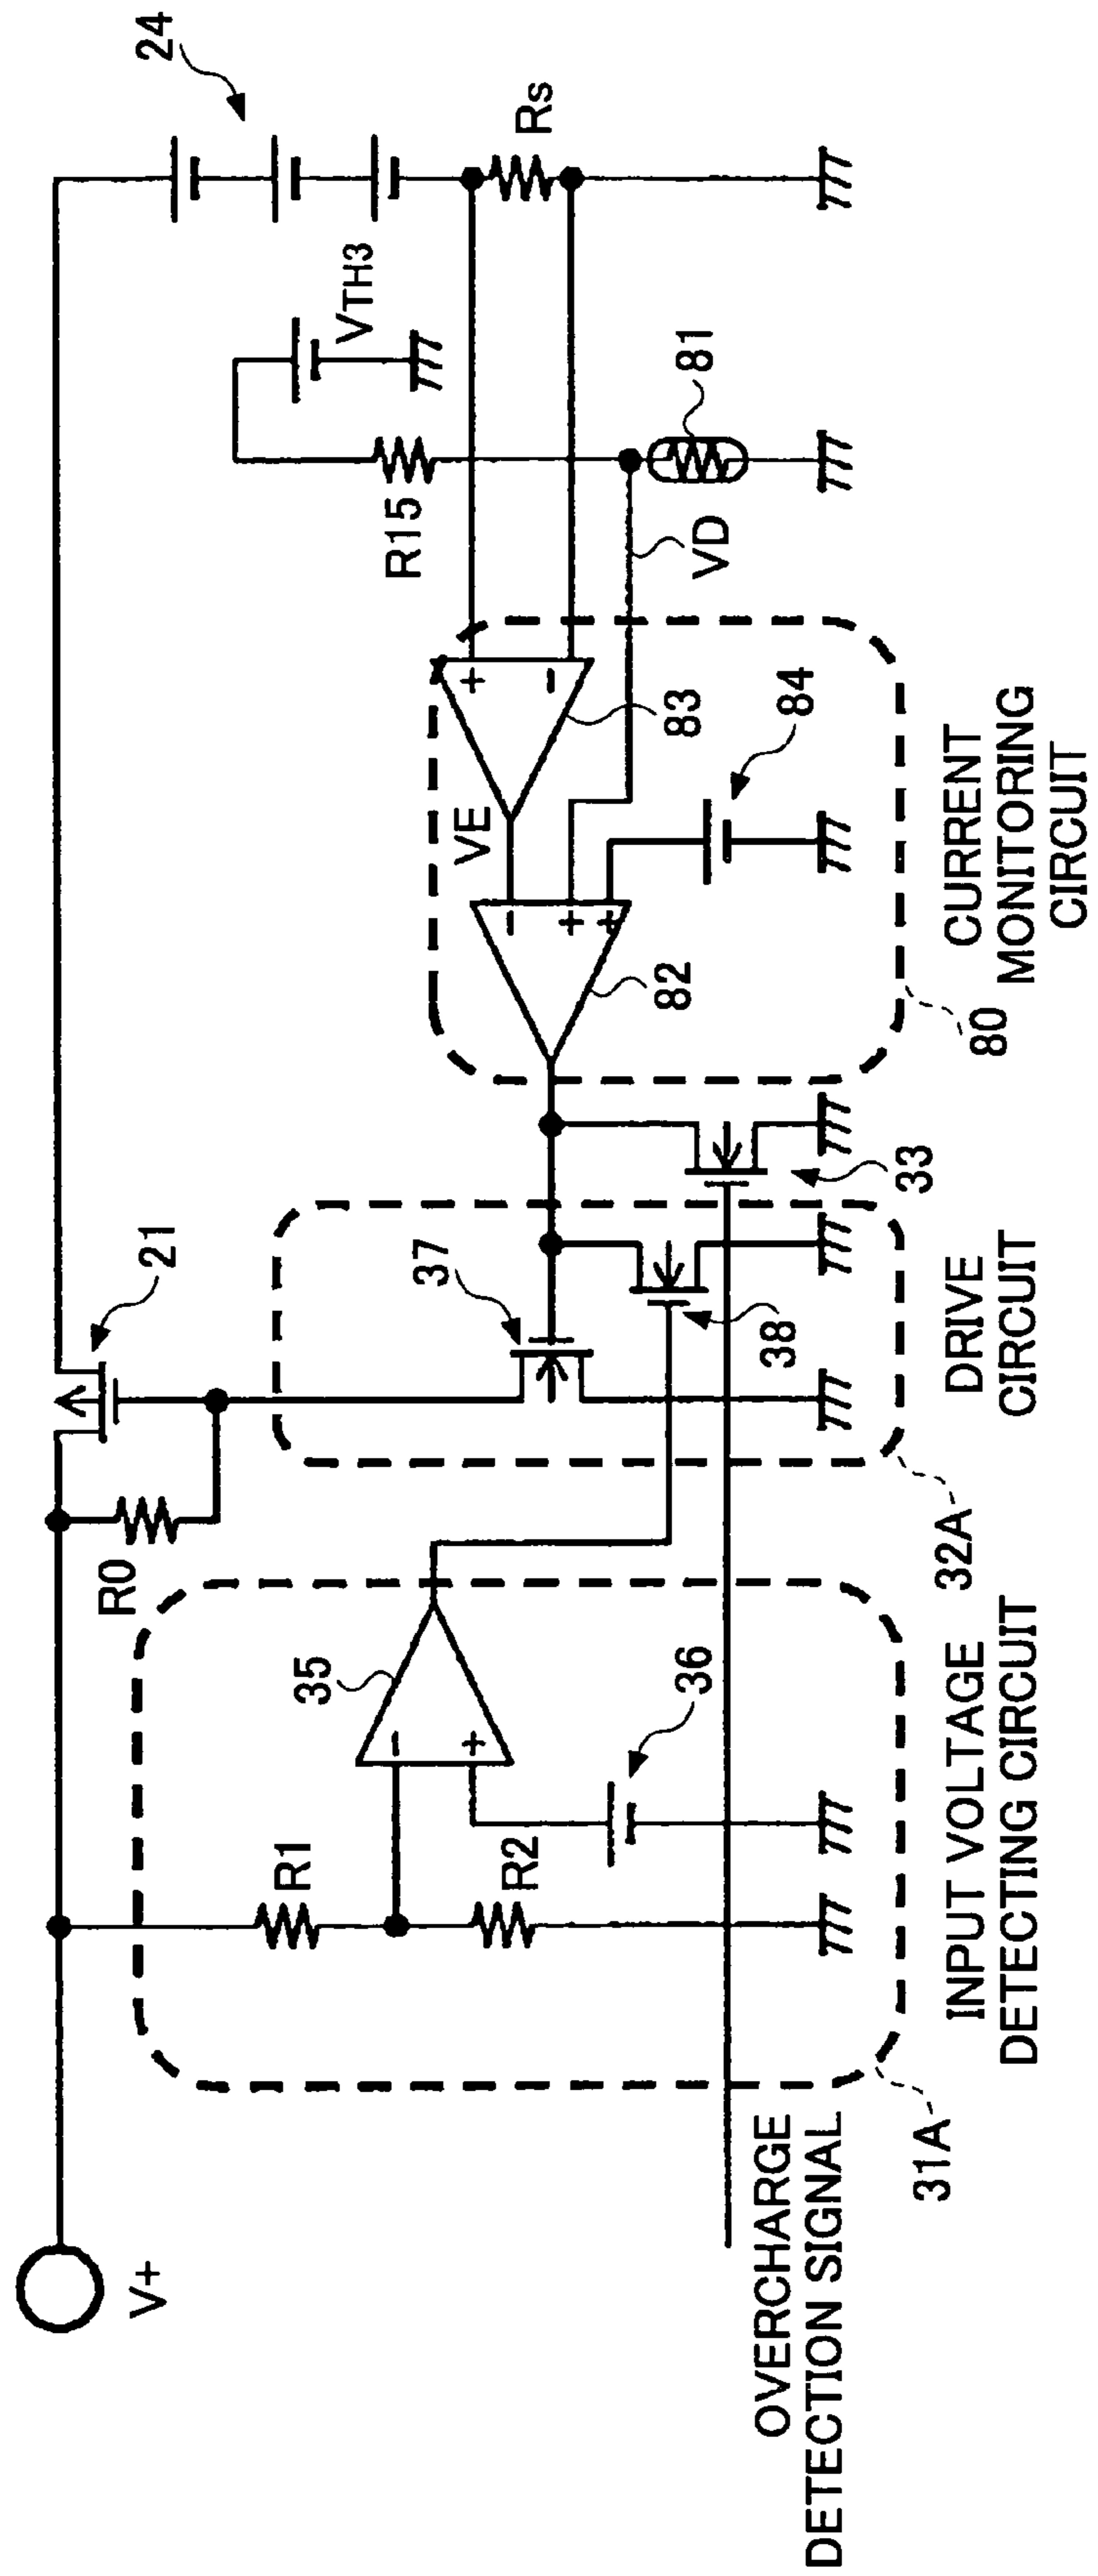 24
Rs
VTH3
R15
81
VD
+
−
83
VE
84
−
+
+
82
CURRENT
MONITORING
CIRCUIT
80
33
21
37
38
DRIVE
CIRCUIT
32A
R0
35
−
+
36
R1
R2
INPUT VOLTAGE
DETECTING CIRCUIT
31A
V+
OVERCHARGE
DETECTION SIGNAL